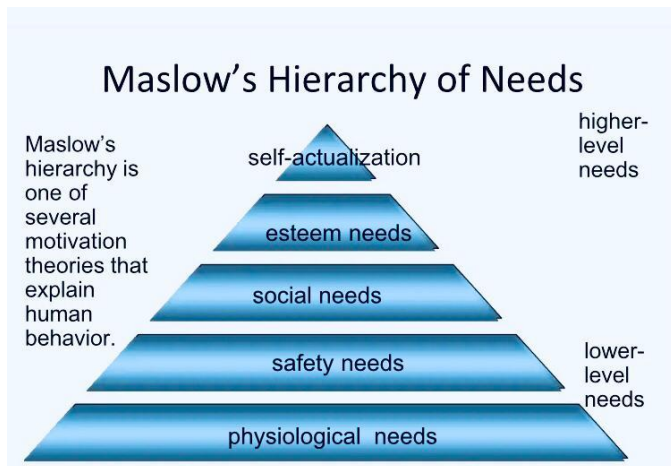 Maslow's Hierarchy of Needs
Maslow's
hierarchy is
one of
several
motivation
theories that
explain
human
behavior.
higher-
level
needs
self-actualization
esteem needs
social needs
safety needs
lower-
level
needs
physiological needs